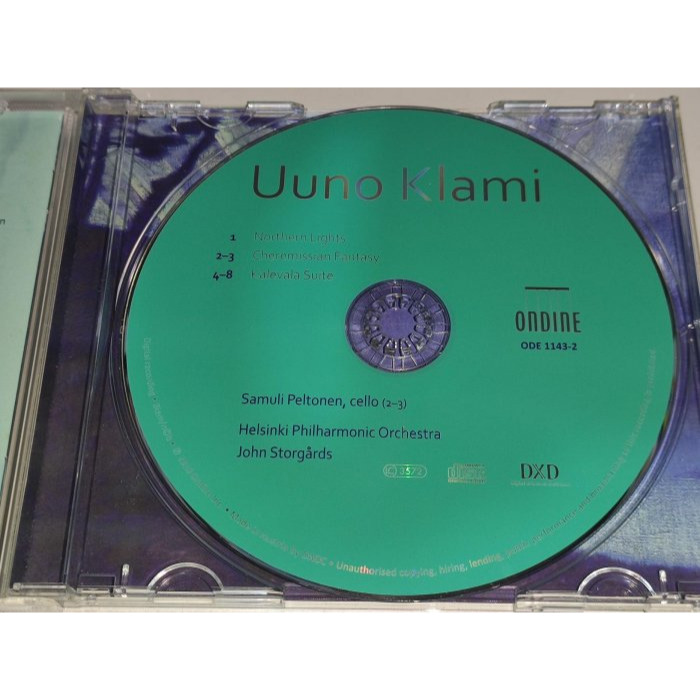 Uuno Klami
1 Northern Lights
2–3 Cheremissian Fantasy
4–8 Kalevala Suite
ONDINE
ODE 1143-2
Samuli Peltonen, cello (2–3)
Helsinki Philharmonic Orchestra
John Storgårds
DXD
Unauthorised copying, hiring, lending, public